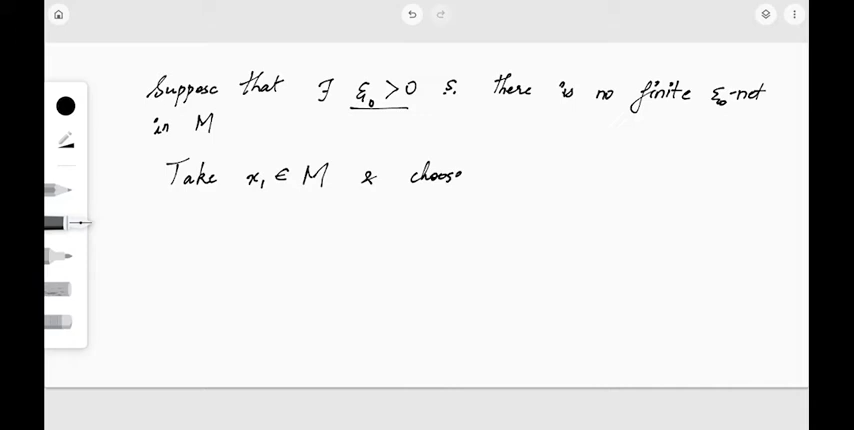 Suppose that ∃ ε₀ > 0 s. there is no finite ε₀-net
in M
Take x₁ ∈ M & choose